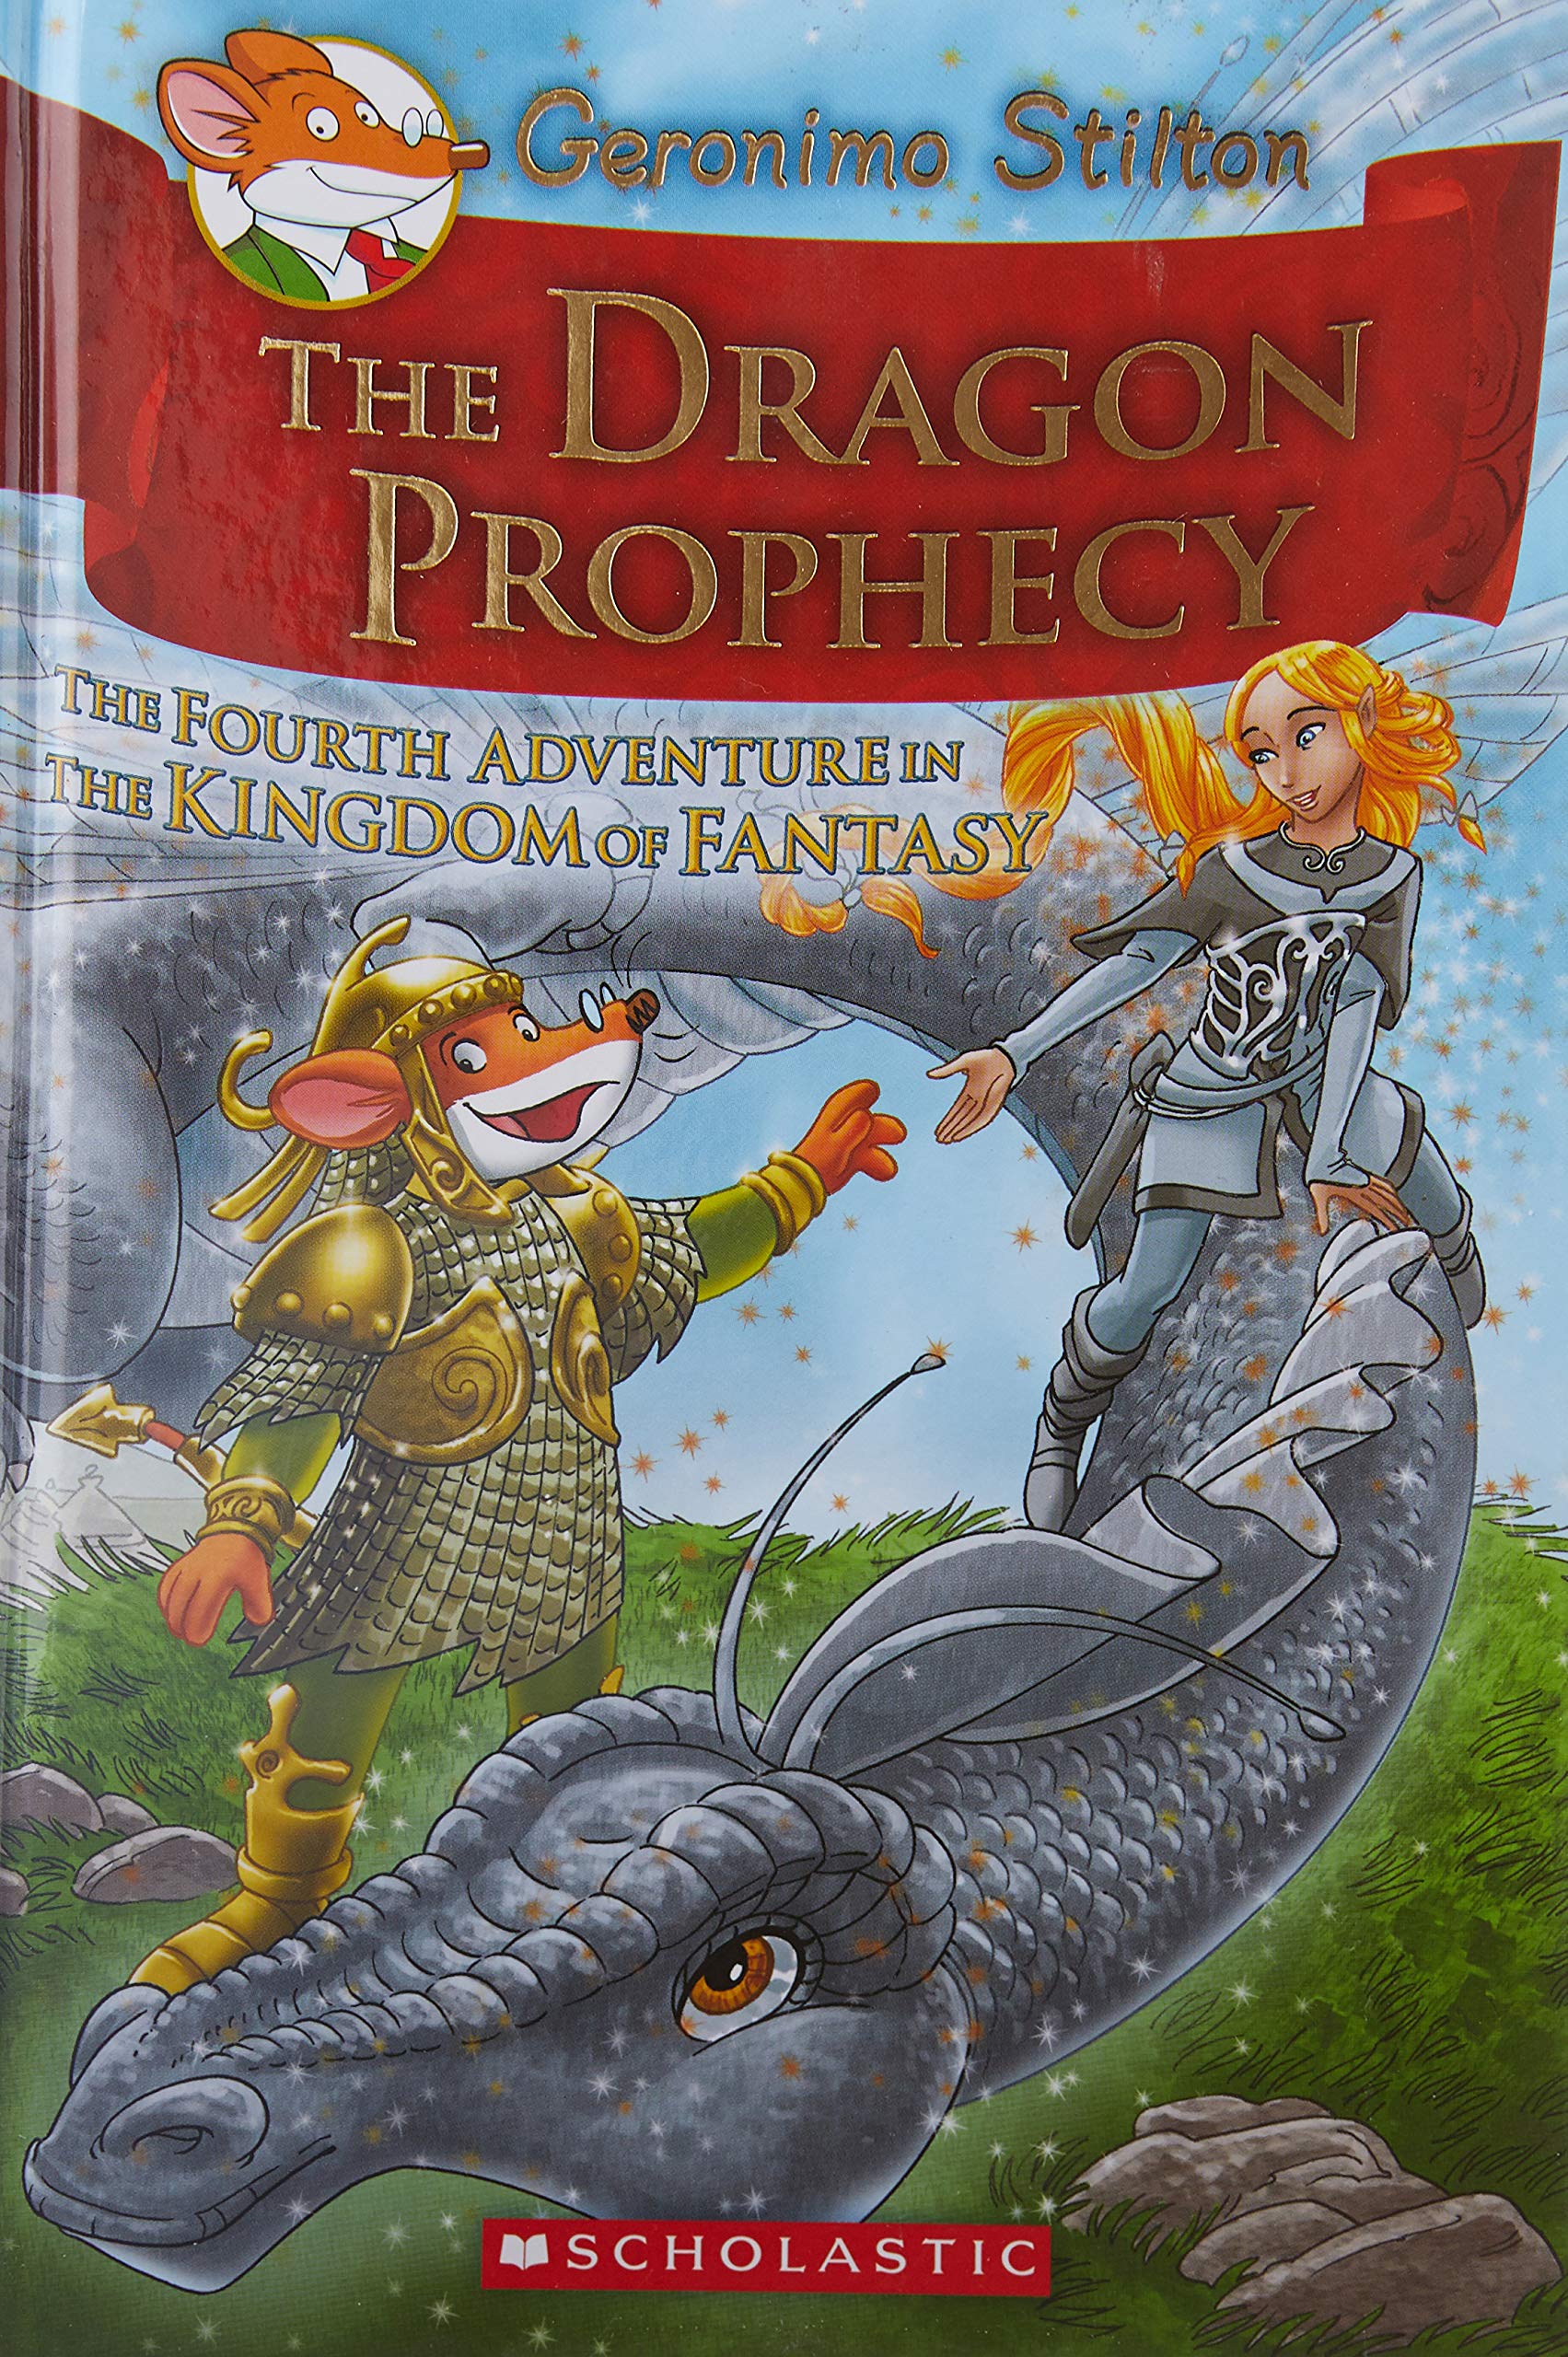 Geronimo Stilton
THE DRAGON
PROPHECY
THE FOURTH ADVENTURE IN
THE KINGDOM OF FANTASY
SCHOLASTIC